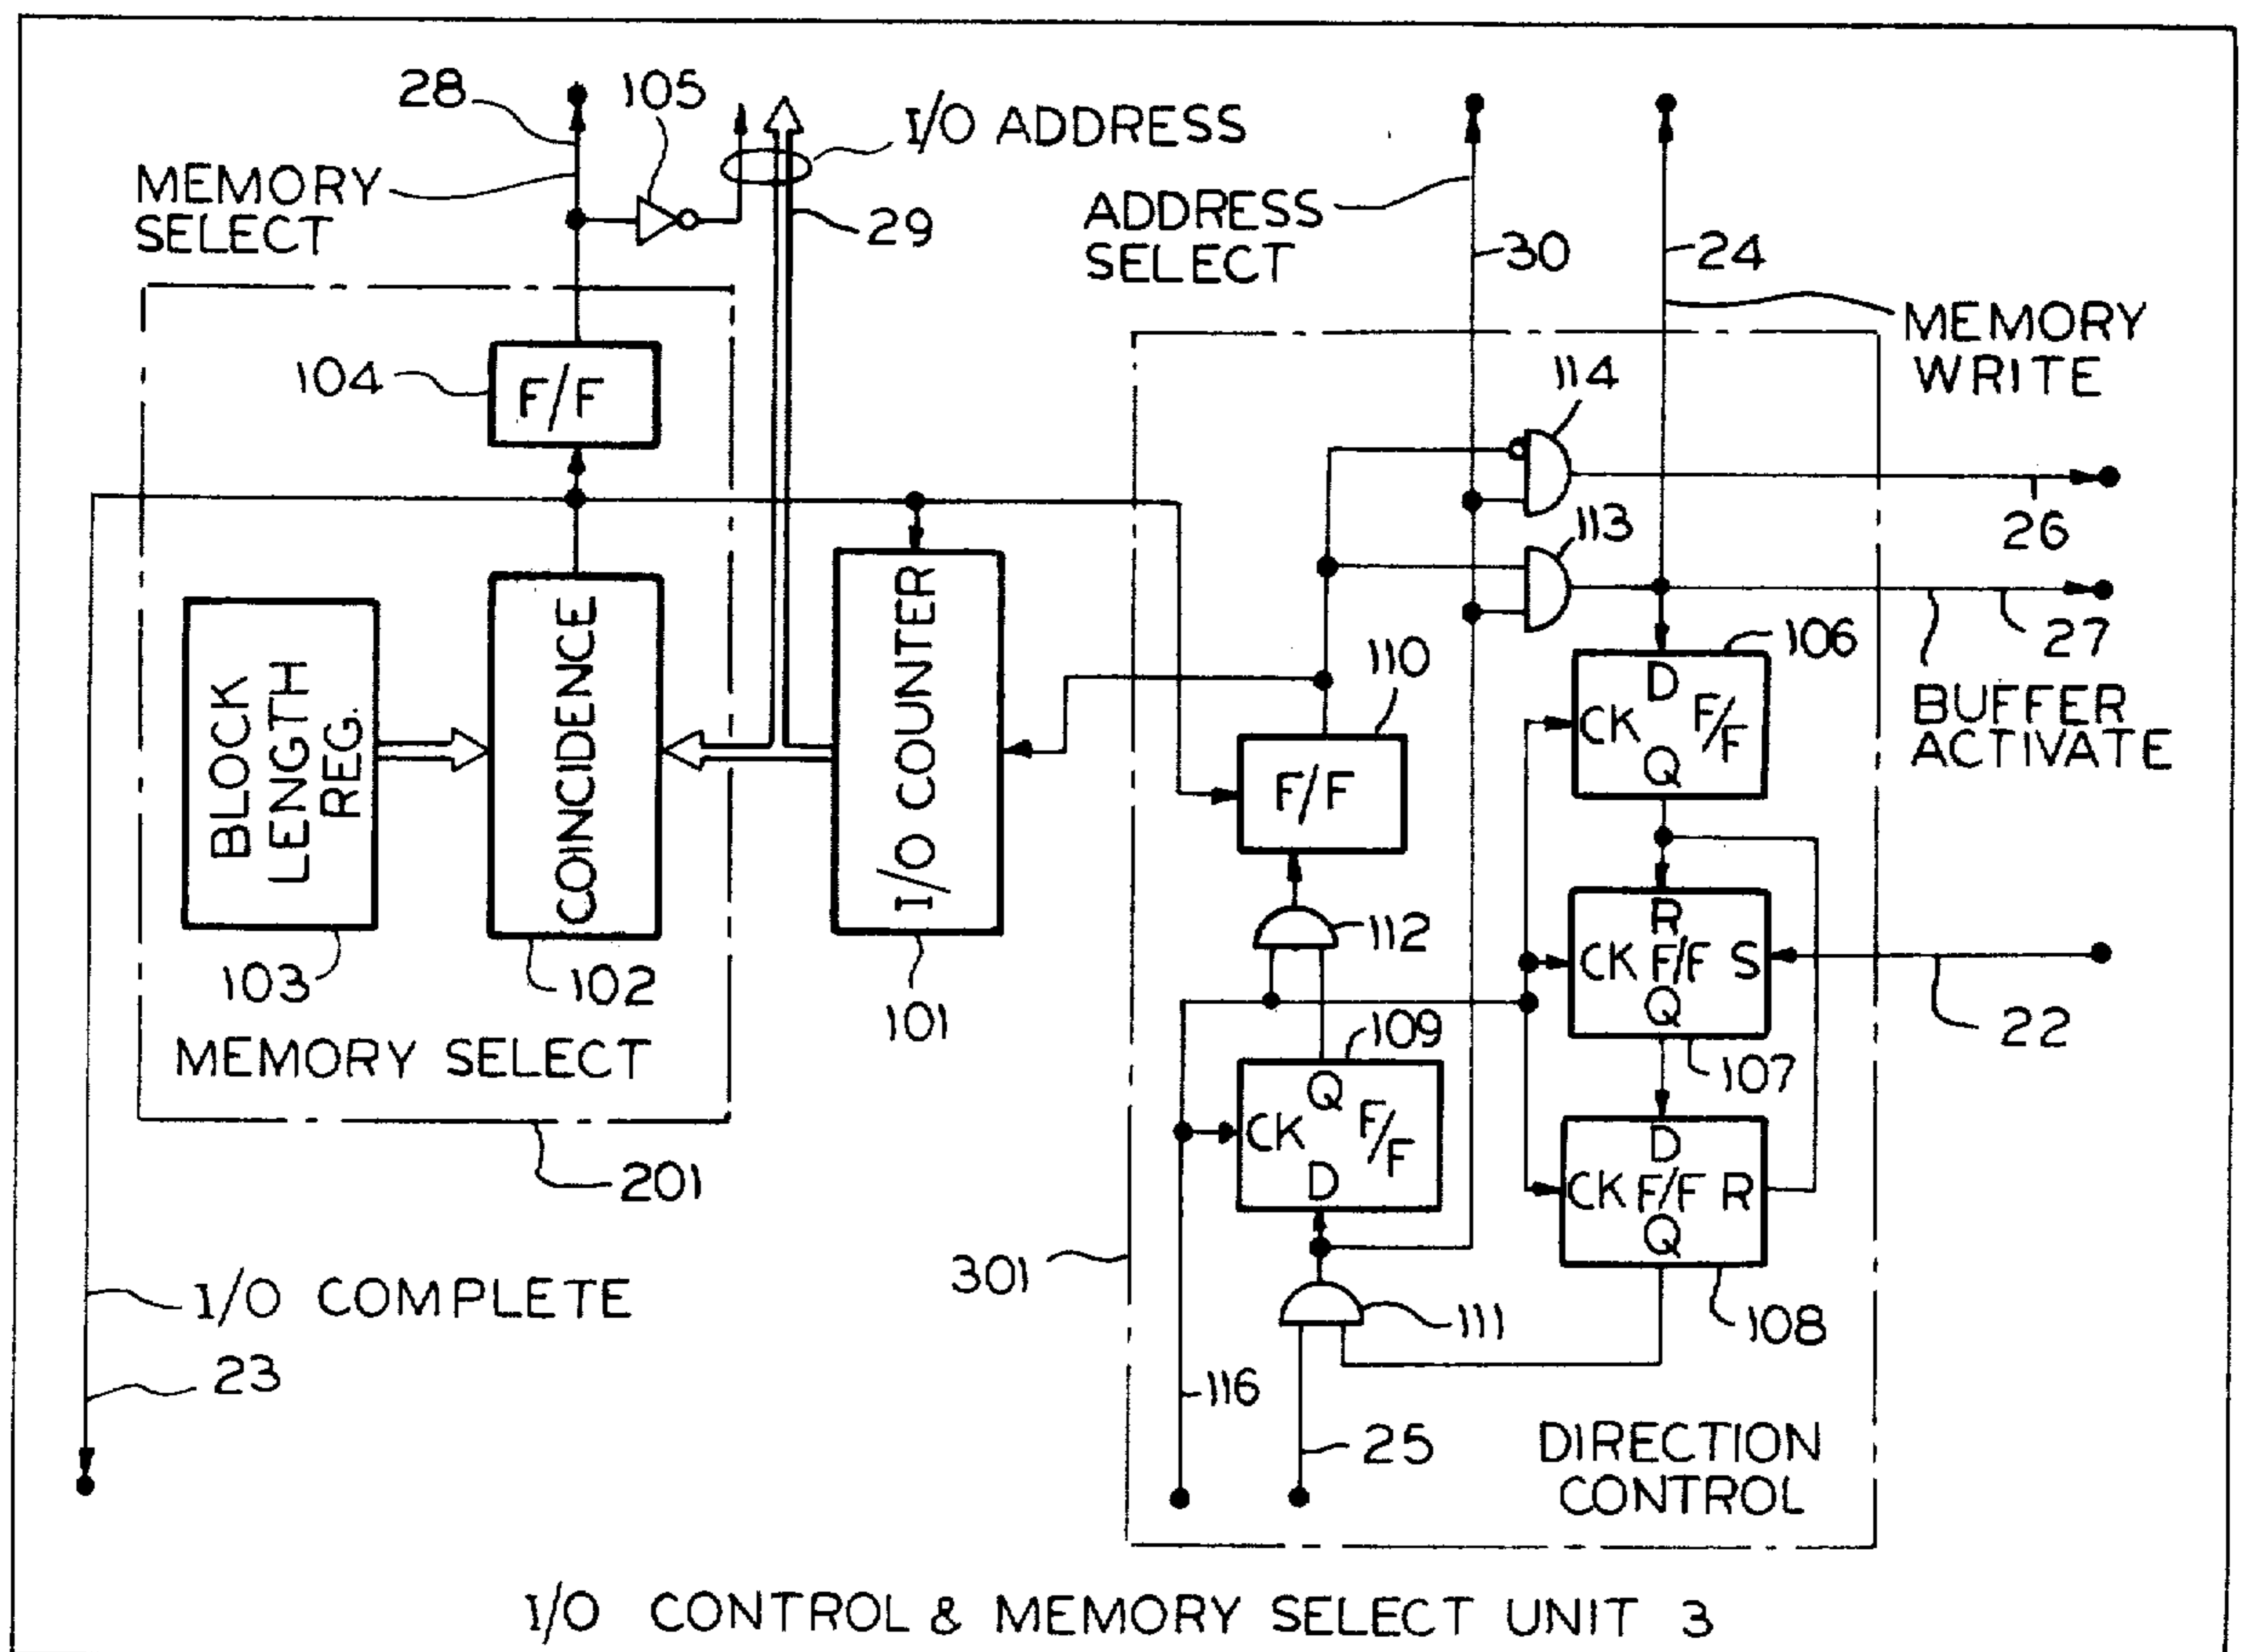 28
105
I/O ADDRESS
MEMORY
SELECT
29
ADDRESS
SELECT
30
24
MEMORY
WRITE
104
F/F
114
26
113
27
BUFFER
ACTIVATE
BLOCK
LENGTH
REG.
103
COINCIDENCE
102
MEMORY SELECT
201
I/O COUNTER
101
110
F/F
106
D
CK F/F
Q
112
R
CK F/F S
Q
107
22
109
Q
CK F/F
D
D
CK F/F R
Q
108
301
111
I/O COMPLETE
23
116
25
DIRECTION
CONTROL
I/O CONTROL & MEMORY SELECT UNIT 3